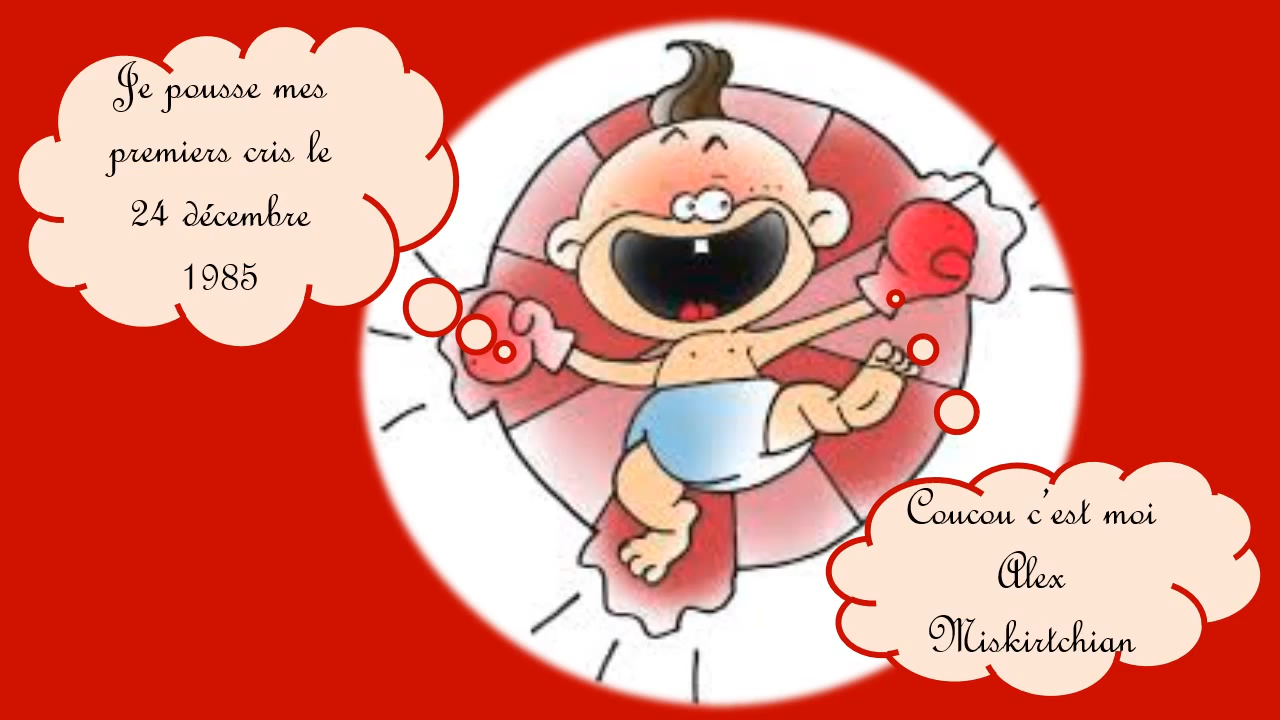 Je pousse mes
premiers cris le
24 décembre
1985
Coucou c'est moi
Alex
Miskirtchian